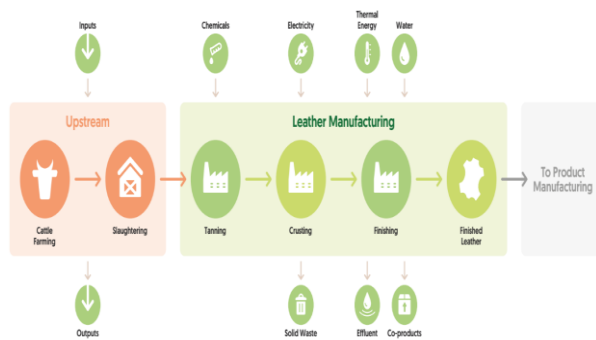 Inputs
Chemicals
Electricity
Thermal
Energy
Water
Upstream
Leather Manufacturing
Cattle
Farming
Slaughtering
Tanning
Crusting
Finishing
Finished
Leather
To Product
Manufacturing
Outputs
Solid Waste
Effluent
Co-products